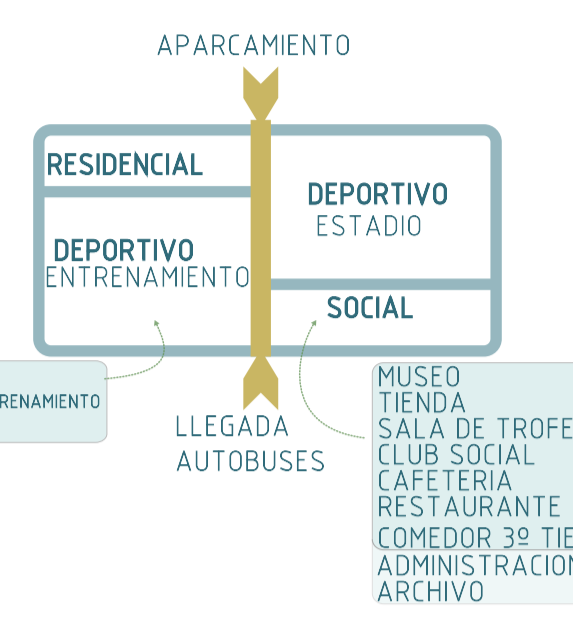 APARCAMIENTO
RESIDENCIAL
DEPORTIVO
ESTADIO
DEPORTIVO
ENTRENAMIENTO
SOCIAL
RENAMIENTO
LLEGADA
AUTOBUSES
MUSEO
TIENDA
SALA DE TROFE
CLUB SOCIAL
CAFETERIA
RESTAURANTE
COMEDOR 3º TIE
ADMINISTRACION
ARCHIVO